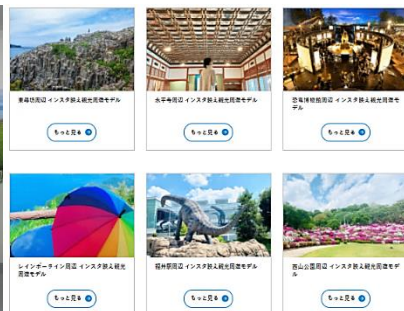 東尋坊周辺 インスタ映え観光周遊モデル
もっと見る
永平寺周辺 インスタ映え観光周遊モデル
もっと見る
恐竜博物館周辺 インスタ映え観光周遊モ
デル
もっと見る
レインボーライン周辺 インスタ映え観光
周遊モデル
もっと見る
福井駅周辺 インスタ映え観光周遊モデル
もっと見る
西山公園周辺 インスタ映え観光周遊モデ
ル
もっと見る